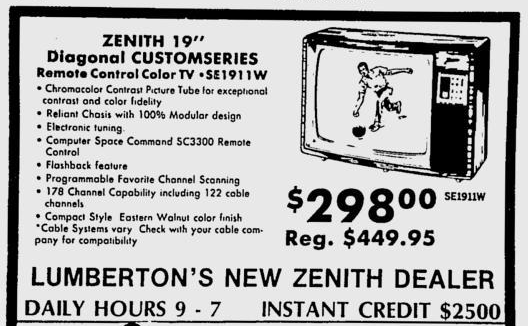 ZENITH 19"
Diagonal CUSTOMSERIES
Remote Control Color TV • SE1911W
• Chromacolor Contrast Picture Tube for exceptional
contrast and color fidelity
• Reliant Chasis with 100% Modular design
• Electronic tuning.
• Computer Space Command SC3300 Remote
Control
• Flashback feature
• Programmable Favorite Channel Scanning
• 178 Channel Capability including 122 cable
channels
• Compact Style Eastern Walnut color finish
*Cable Systems vary Check with your cable com-
pany for compatibility
$298.00 SE1911W
Reg. $449.95
LUMBERTON'S NEW ZENITH DEALER
DAILY HOURS 9 - 7 INSTANT CREDIT $2500